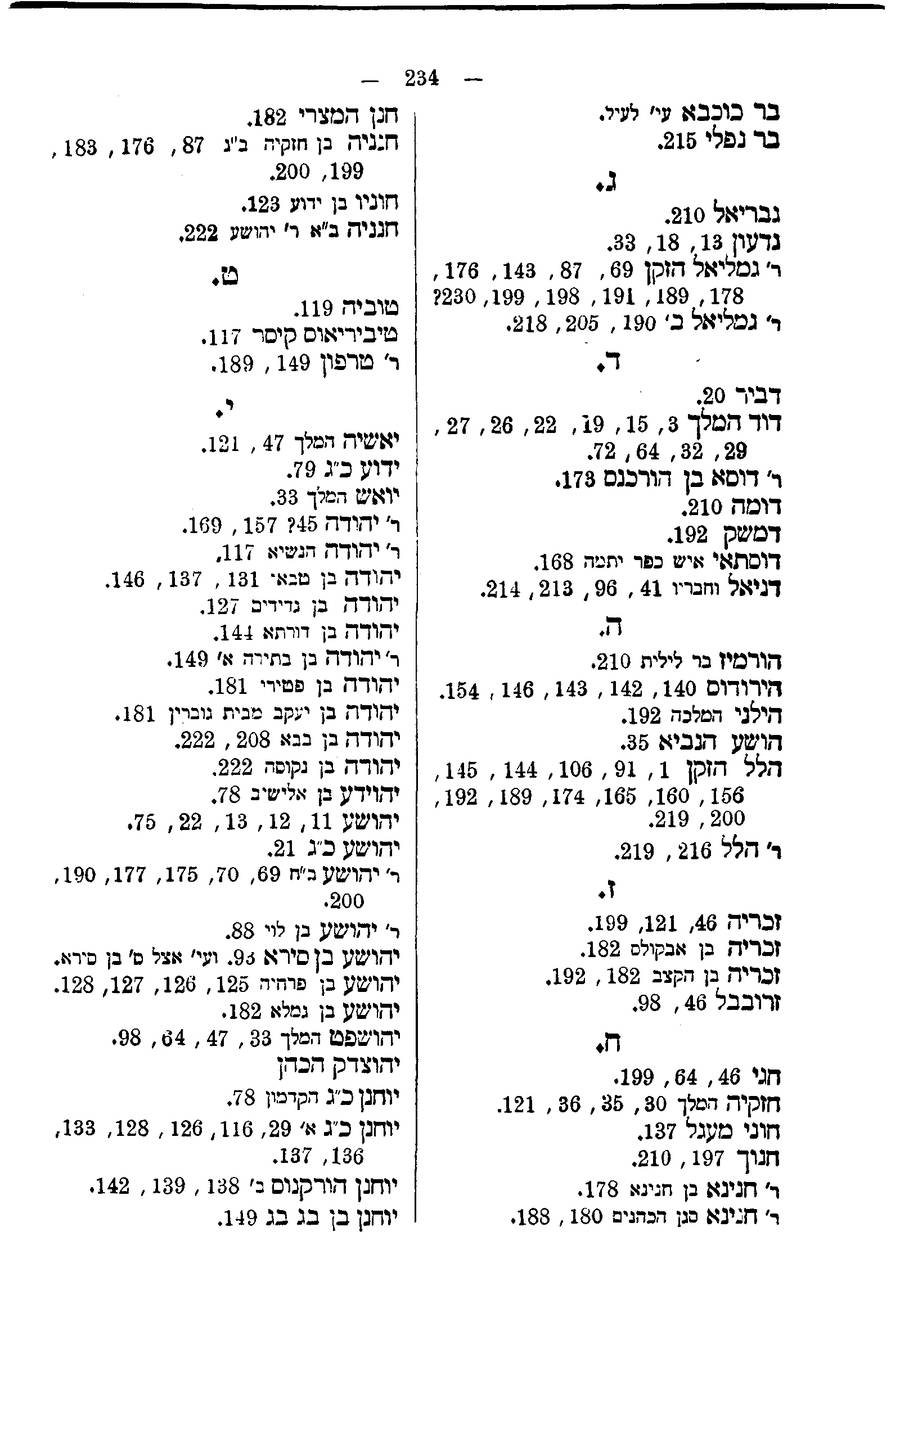 — 234 —
בר כוכבא עי׳ לעיל.
בר נפלי 215.
ג.
גבריאל 210.
גדעון 13, 18, 33.
ר׳ גמליאל הזקן 69, 87, 143, 176,
178, 189, 191, 198, 199, 230?
ר׳ גמליאל ב׳ 190, 205, 218.
ד.
דביר 20.
דוד המלך 3, 15, 19, 22, 26, 27,
29, 32, 64, 72.
ר׳ דוסא בן הורכנס 173.
דומה 210.
דמשק 192.
דוסתאי איש כפר יתמה 168.
דניאל וחבריו 41, 96, 213, 214.
ה.
הורמיז בר לילית 210.
הירודוס 140, 142, 143, 146, 154.
הילני המלכה 192.
הושע הנביא 35.
הלל הזקן 1, 91, 106, 144, 145,
156, 160, 165, 174, 189, 192,
200, 219.
ר׳ הלל 216, 219.
ז.
זכריה 46, 121, 199.
זכריה בן אבקולס 182.
זכריה בן הקצב 182, 192.
זרובבל 46, 98.
ח.
חגי 46, 64, 199.
חזקיה המלך 30, 35, 36, 121.
חוני מעגל 137.
חנוך 197, 210.
ר׳ חנינא בן חנינא 178.
ר׳ חנינא סגן הכהנים 180, 188.
חנן המצרי 182.
חנניה בן חזקיה ב״ג 87, 176, 183,
199, 200.
חוניו בן ידוע 123.
חנניה ב״א ר׳ יהושע 222.
ט.
טוביה 119.
טיביריאוס קיסר 117.
ר׳ טרפון 149, 189.
י.
יאשיה המלך 47, 121.
ידוע כ״ג 79.
יואש המלך 33.
ר׳ יהודה 45? 157, 169.
ר׳ יהודה הנשיא 117.
יהודה בן טבאי 131, 137, 146.
יהודה בן גדידים 127.
יהודה בן דורתא 144.
ר׳ יהודה בן בתירה א׳ 149.
יהודה בן פטירי 181.
יהודה בן יעקב מבית גוברין 181.
יהודה בן בבא 208, 222.
יהודה בן נקוסה 222.
יהוידע בן אלישיב 78.
יהושע 11, 12, 13, 22, 75.
יהושע כ״ג 21.
ר׳ יהושע ב״ח 69, 70, 175, 177, 190,
200.
ר׳ יהושע בן לוי 88.
יהושע בן סירא 93. ועי׳ אצל ס׳ בן סירא.
יהושע בן פרחיה 125, 126, 127, 128.
יהושע בן גמלא 182.
יהושפט המלך 33, 47, 64, 98.
יהוצדק הכהן
יוחנן כ״ג הקדמון 78.
יוחנן כ״ג א׳ 29, 116, 126, 128, 133,
136, 137.
יוחנן הורקנוס ב׳ 138, 139, 142.
יוחנן בן בג בג 149.